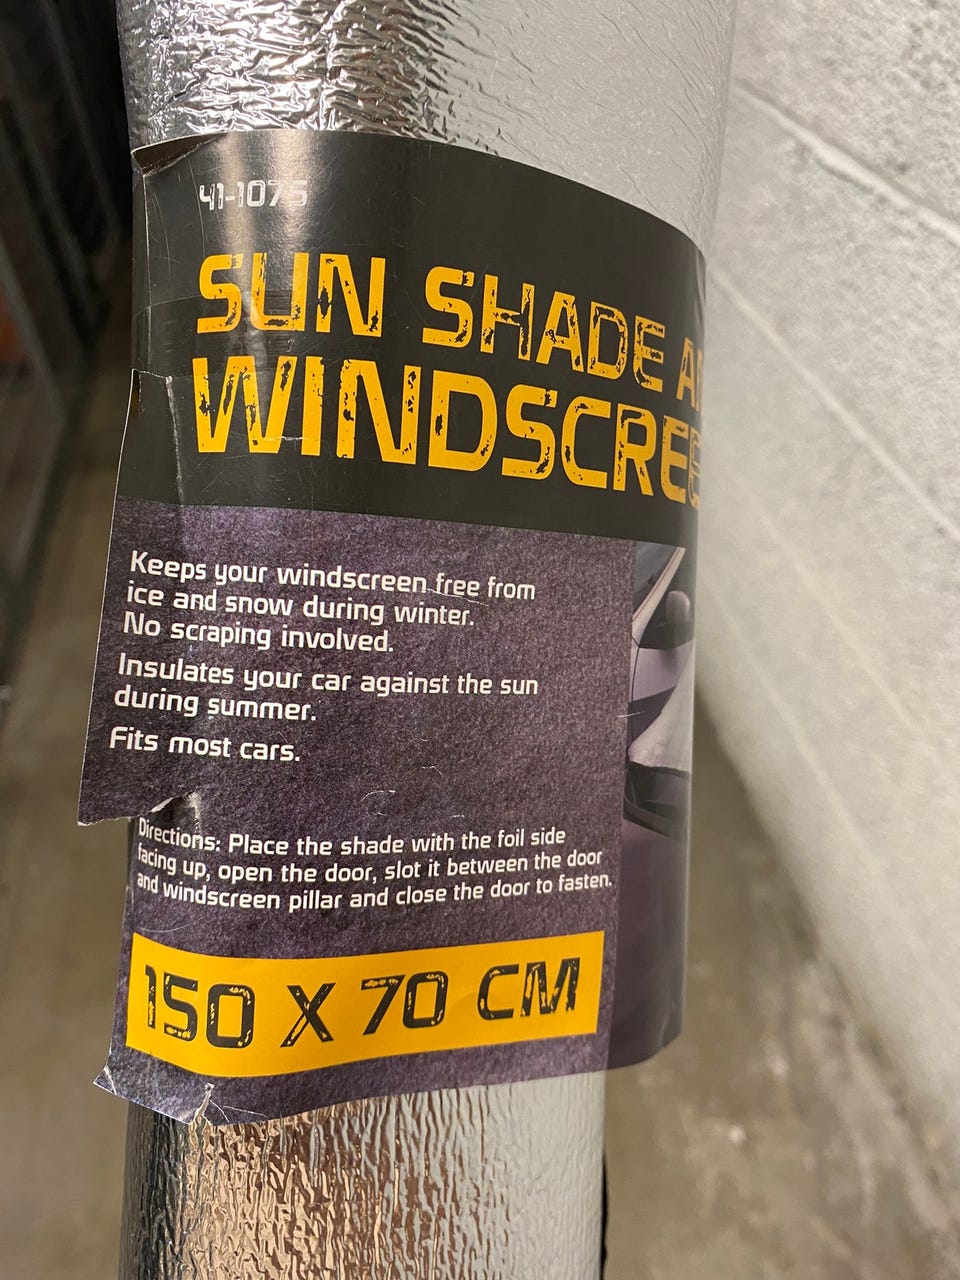 41-1075
SUN SHADE
WINDSCREE
Keeps your windscreen free from
ice and snow during winter.
No scraping involved.
Insulates your car against the sun
during summer.
Fits most cars.
Directions: Place the shade with the foil side
facing up, open the door, slot it between the door
and windscreen pillar and close the door to fasten.
150 X 70 CM